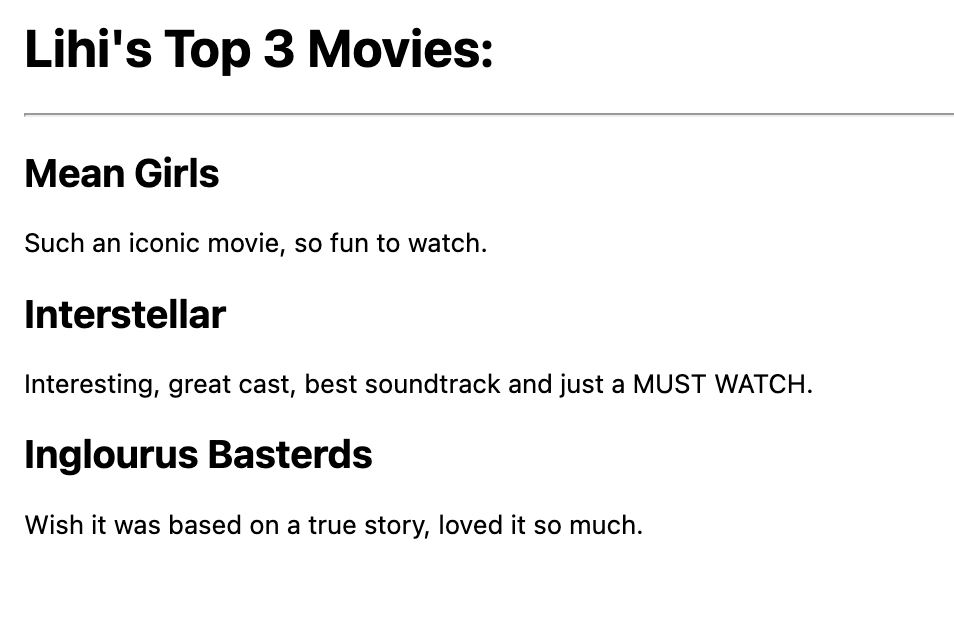 Lihi's Top 3 Movies:
Mean Girls
Such an iconic movie, so fun to watch.
Interstellar
Interesting, great cast, best soundtrack and just a MUST WATCH.
Inglourus Basterds
Wish it was based on a true story, loved it so much.